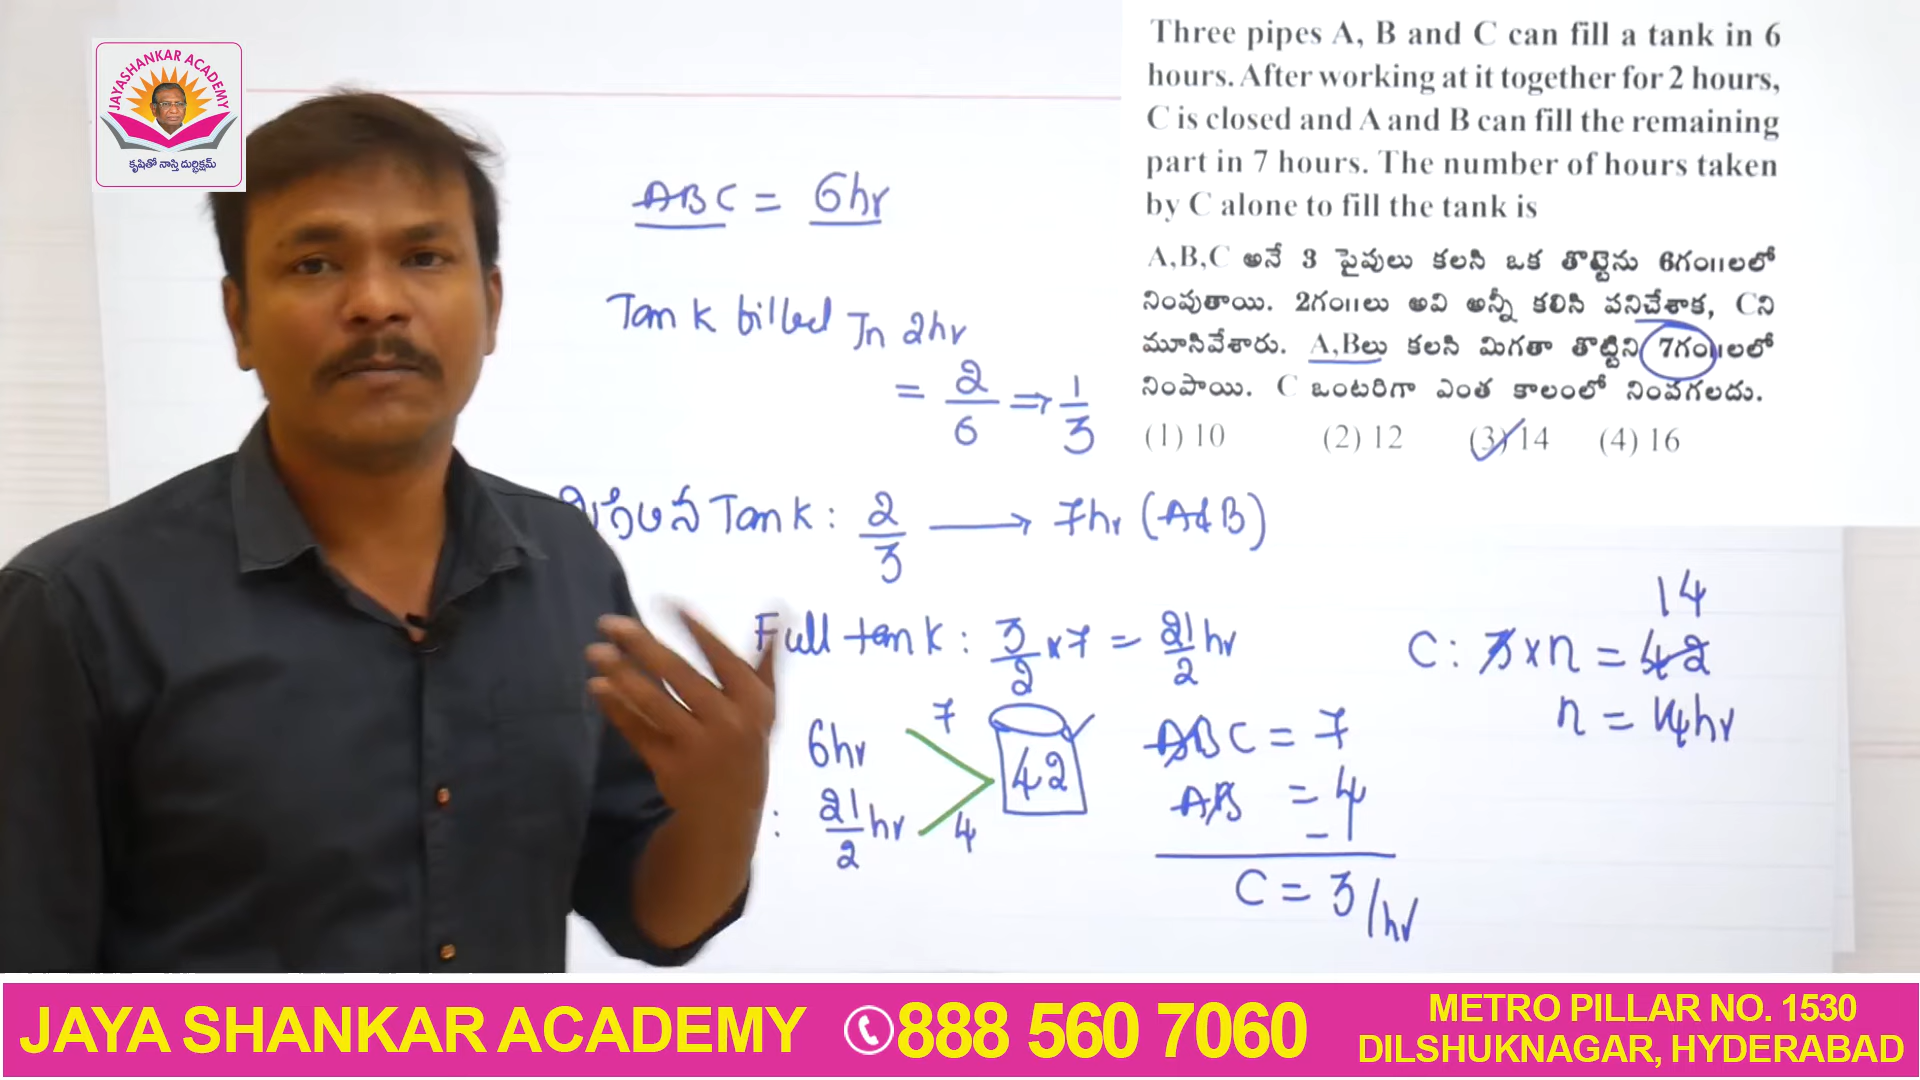 JAYASHANKAR ACADEMY
కృషితో నాస్తి దుర్భిక్షమ్
Three pipes A, B and C can fill a tank in 6
hours. After working at it together for 2 hours,
C is closed and A and B can fill the remaining
part in 7 hours. The number of hours taken
by C alone to fill the tank is
A,B,C అనే 3 పైవులు కలసి ఒక తొట్టెను 6గం॥లలో
నింవుతాయి. 2గం॥లు అవి అన్నీ కలిసి వనిచేశాక, Cని
మూసివేశారు. A,Bలు కలసి మిగతా తొట్టిని 7గం॥లలో
నింపాయి. C ఒంటరిగా ఎంత కాలంలో నింపగలదు.
(1) 10 (2) 12 (3) 14 (4) 16
ABC = 6hr
Tank billed In 2hr
= 2/6 ⇒ 1/3
మిగిలిన Tank : 2/3 → 7hr (A&B)
Full tank : 3/2 × 7 = 21/2 hr
6hr 7
42
: 21/2 hr 4
ABC = 7
AB = 4
–
C = 3/hr
14
C : 3 × n = 42
n = 14hr
JAYA SHANKAR ACADEMY
888 560 7060
METRO PILLAR NO. 1530
DILSHUKNAGAR, HYDERABAD